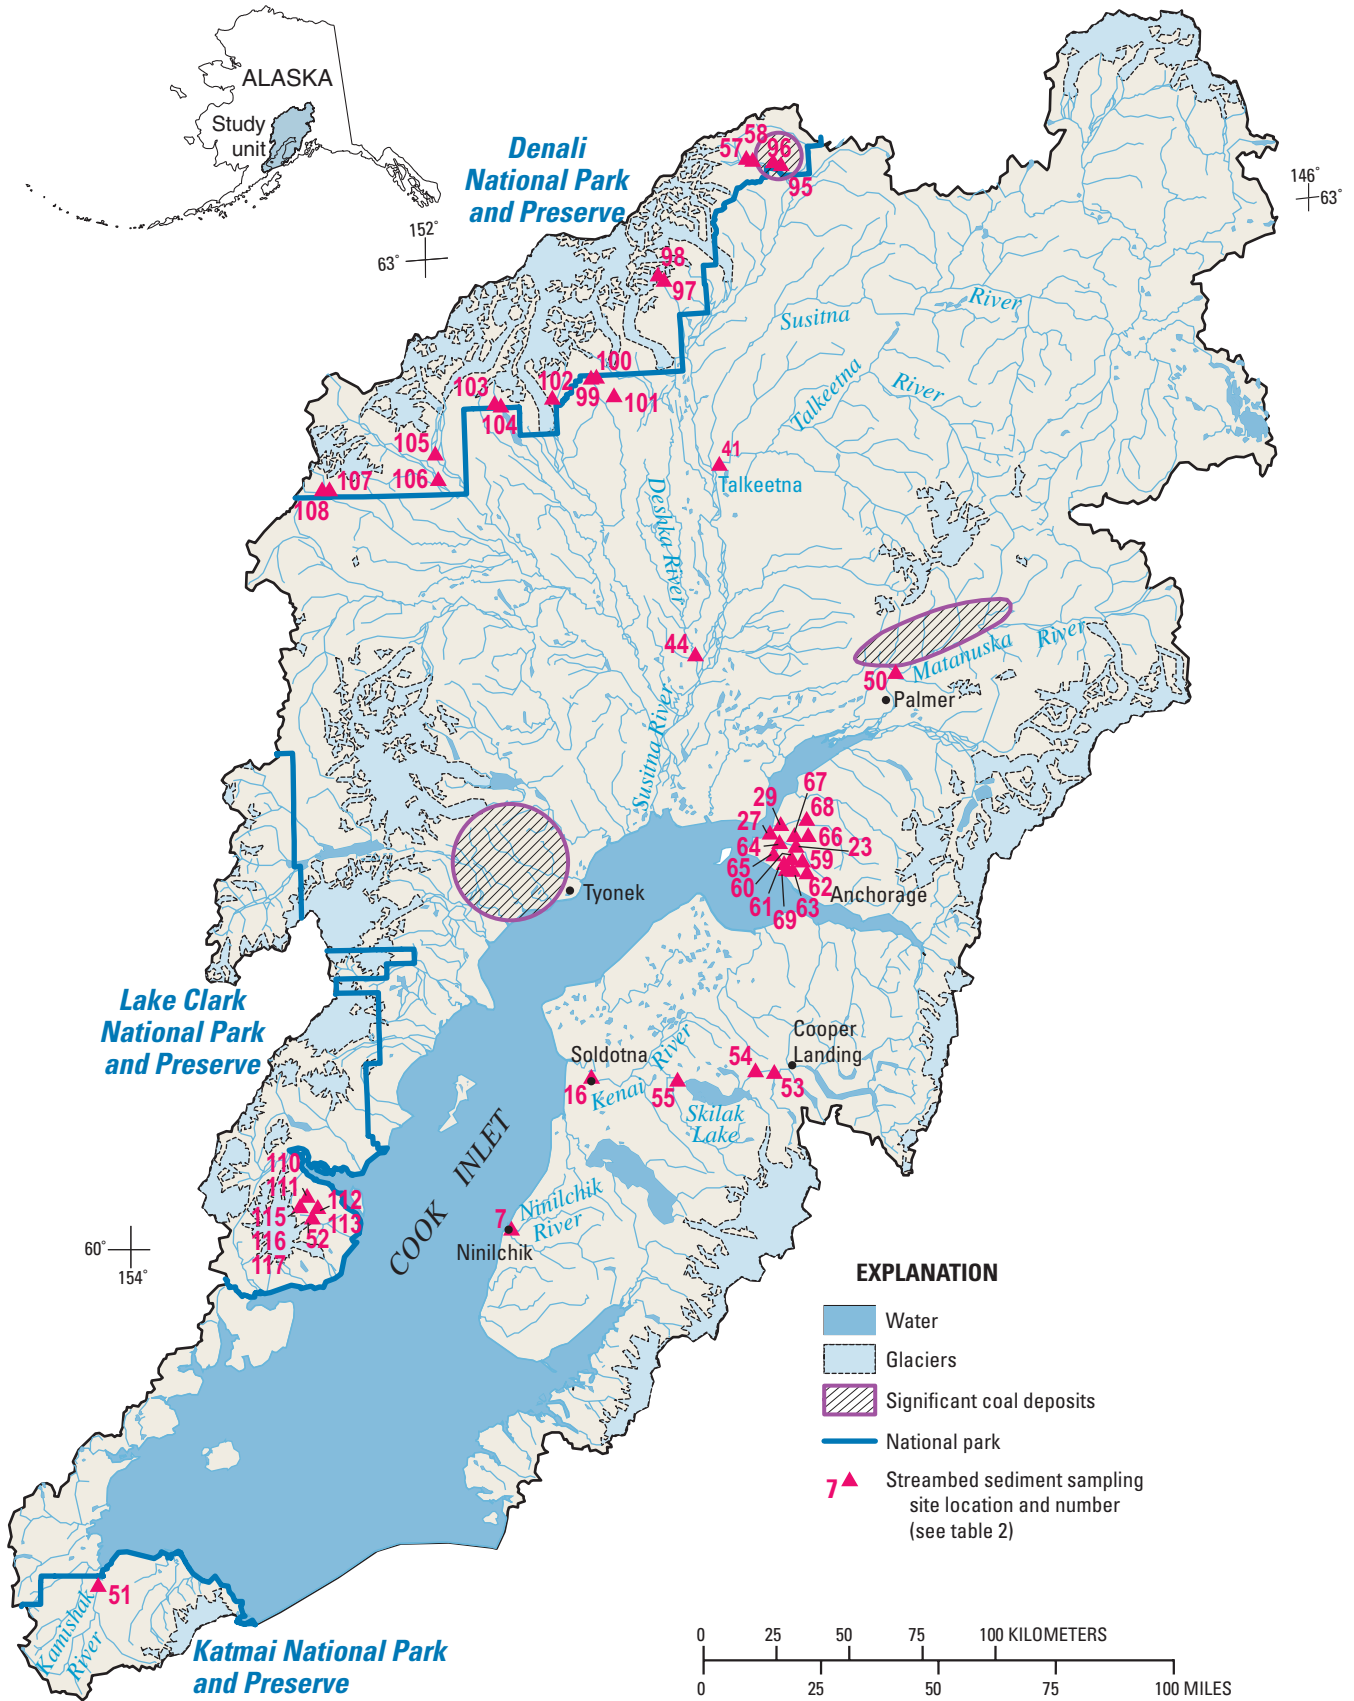 ALASKA
Study
unit
Denali
National Park
and Preserve
152°
63°
146°
63°
58
57
96
95
98
97
Susitna
River
100
103
102
99
101
104
Talkeetna
River
105
41
106
107
Talkeetna
108
Deshka River
44
Matanuska
River
50
Palmer
Susitna River
67
29
68
27
66
64
23
65
59
60
62
Anchorage
61
63
69
Tyonek
Lake Clark
National Park
and Preserve
Cooper
Landing
Soldotna
54
16
Kenai
River
55
53
Skilak
Lake
COOK INLET
110
111
112
115
113
116
52
117
7
Ninilchik
River
Ninilchik
60°
154°
EXPLANATION
Water
Glaciers
Significant coal deposits
National park
7
Streambed sediment sampling
site location and number
(see table 2)
51
Kamishak
River
Katmai National Park
and Preserve
0 25 50 75 100 KILOMETERS
0 25 50 75 100 MILES